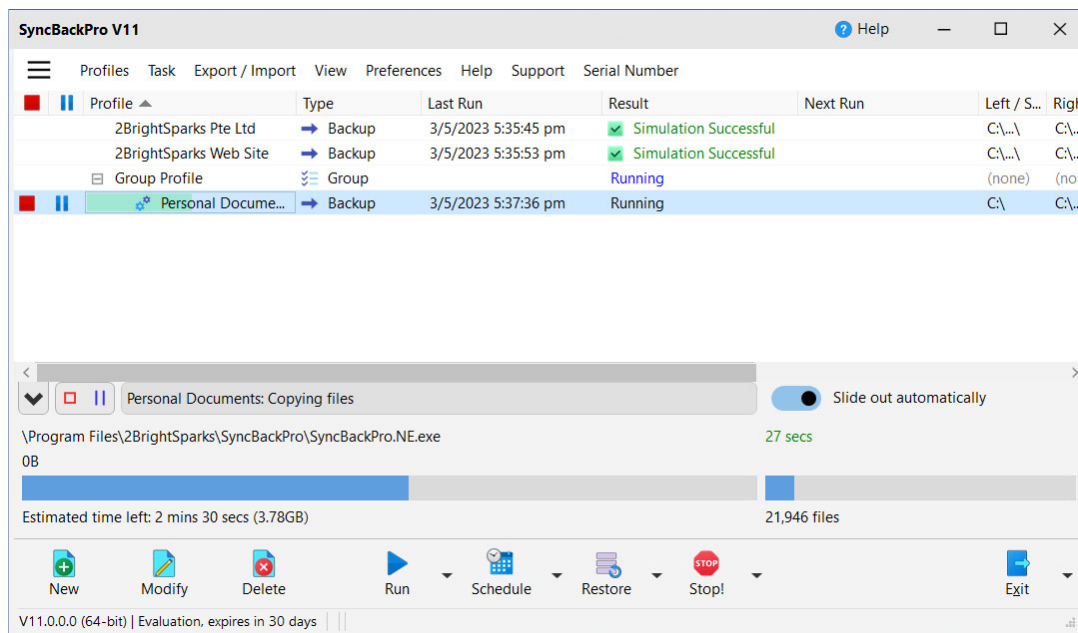 SyncBackPro V11 ? Help
Profiles Task Export / Import View Preferences Help Support Serial Number
Profile Type Last Run Result Next Run Left / S... Righ
2BrightSparks Pte Ltd Backup 3/5/2023 5:35:45 pm Simulation Successful C:\...\ C:\..
2BrightSparks Web Site Backup 3/5/2023 5:35:53 pm Simulation Successful C:\...\ C:\..
Group Profile Group Running (none) (no
Personal Docume... Backup 3/5/2023 5:37:36 pm Running C:\ C:\..
Personal Documents: Copying files Slide out automatically
\Program Files\2BrightSparks\SyncBackPro\SyncBackPro.NE.exe 27 secs
0B
Estimated time left: 2 mins 30 secs (3.78GB) 21,946 files
STOP
New Modify Delete Run Schedule Restore Stop! Exit
V11.0.0.0 (64-bit) | Evaluation, expires in 30 days